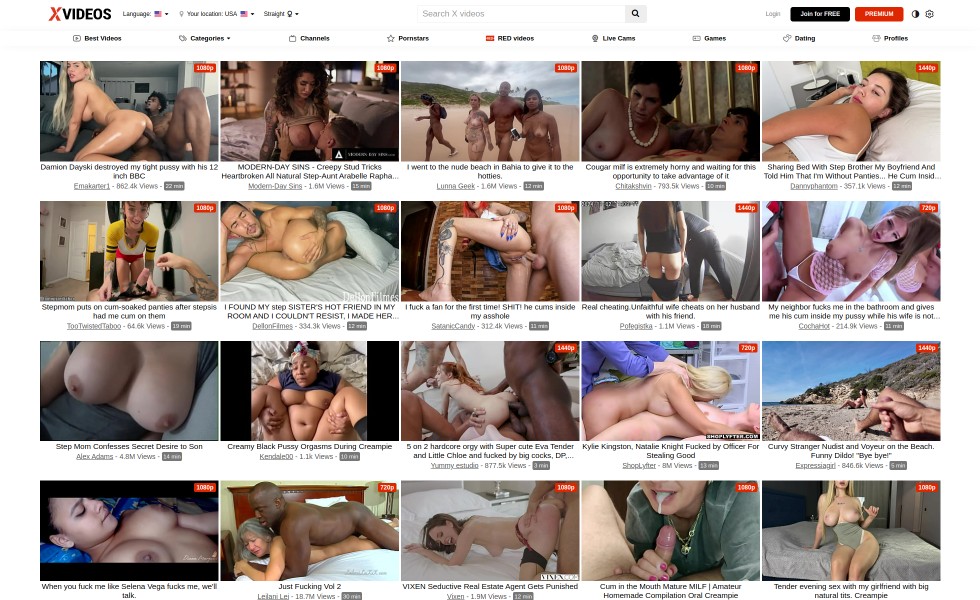 XVIDEOS
Language:
Your location: USA
Straight
Search X videos
Login
Join for FREE
PREMIUM
Best Videos
Categories
Channels
Pornstars
RED videos
Live Cams
Games
Dating
Profiles
1080p
1080p
1080p
1080p
1440p
Damion Dayski destroyed my tight pussy with his 12
inch BBC
Emakarter1 - 862.4k Views - 22 min
MODERN-DAY SINS - Creepy Stud Tricks
Heartbroken All Natural Step-Aunt Arabelle Rapha...
Modern-Day Sins - 1.6M Views - 15 min
I went to the nude beach in Bahia to give it to the
hotties.
Lunna Geek - 1.6M Views - 12 min
Cougar milf is extremely horny and waiting for this
opportunity to take advantage of it
Chitakshvin - 793.5k Views - 10 min
Sharing Bed With Step Brother My Boyfriend And
Told Him That I'm Without Panties... He Cum Insid...
Dannyphantom - 357.1k Views - 12 min
1080p
1080p
1080p
1440p
720p
Stepmom puts on cum-soaked panties after stepsis
had me cum on them
TooTwistedTaboo - 64.6k Views - 19 min
I FOUND MY step SISTER'S HOT FRIEND IN MY
ROOM AND I COULDN'T RESIST, I MADE HER...
DellonFilmes - 334.3k Views - 12 min
I fuck a fan for the first time! SHIT! he cums inside
my asshole
SatanicCandy - 312.4k Views - 11 min
Real cheating.Unfaithful wife cheats on her husband
with his friend.
Pofegistka - 1.1M Views - 18 min
My neighbor fucks me in the bathroom and gives
me his cum inside my pussy while his wife is not...
CochaHot - 214.9k Views - 11 min
1440p
720p
1440p
SHOPLYFTER.COM
Step Mom Confesses Secret Desire to Son
Alex Adams - 4.8M Views - 14 min
Creamy Black Pussy Orgasms During Creampie
Kendale00 - 1.1k Views - 10 min
5 on 2 hardcore orgy with Super cute Eva Tender
and Little Chloe and fucked by big cocks, DP,...
Yummy estudio - 877.5k Views - 3 min
Kylie Kingston, Natalie Knight Fucked by Officer For
Stealing Good
ShopLyfter - 8M Views - 13 min
Curvy Stranger Nudist and Voyeur on the Beach.
Funny Dildo! "Bye bye!"
Expressiagirl - 846.6k Views - 5 min
1080p
720p
1080p
1080p
1080p
When you fuck me like Selena Vega fucks me, we'll
talk.
Just Fucking Vol 2
Leilani Lei - 18.7M Views - 30 min
VIXEN Seductive Real Estate Agent Gets Punished
Vixen - 1.9M Views - 12 min
Cum in the Mouth Mature MILF | Amateur
Homemade Compilation Oral Creampie
Tender evening sex with my girlfriend with big
natural tits. Creampie